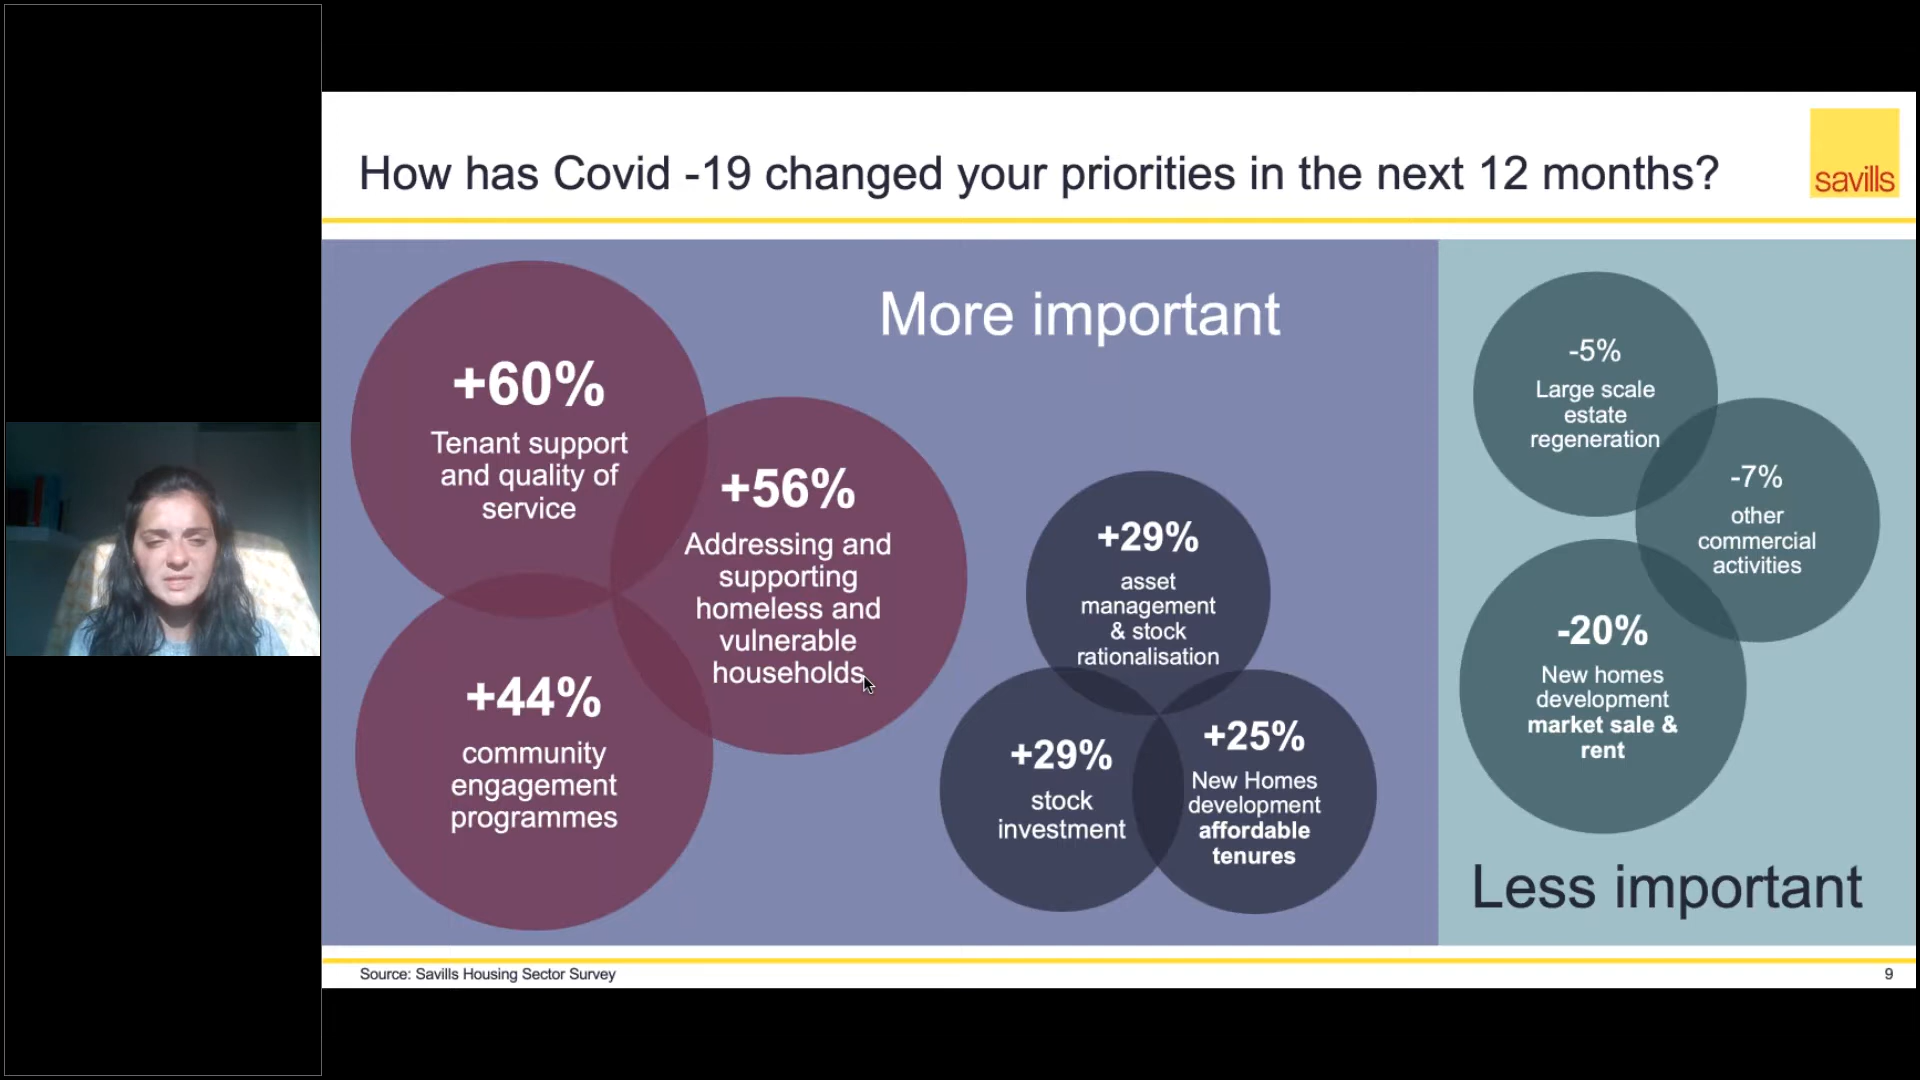 How has Covid -19 changed your priorities in the next 12 months?
savills
More important
+60%
Tenant support
and quality of
service
+56%
Addressing and
supporting
homeless and
vulnerable
households
+44%
community
engagement
programmes
+29%
asset
management
& stock
rationalisation
+29%
stock
investment
+25%
New Homes
development
affordable
tenures
-5%
Large scale
estate
regeneration
-7%
other
commercial
activities
-20%
New homes
development
market sale &
rent
Less important
Source: Savills Housing Sector Survey
9